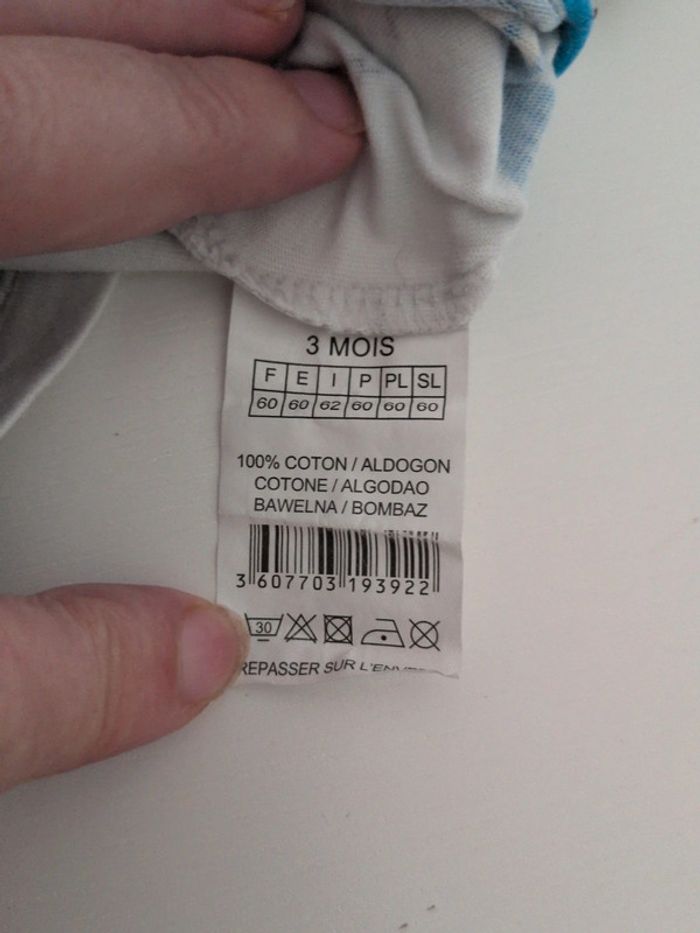 3 MOIS
F E I P PL SL
60 60 62 60 60 60
100% COTON / ALDOGON
COTONE / ALGODAO
BAWELNA / BOMBAZ
3 607703 193922
30
REPASSER SUR